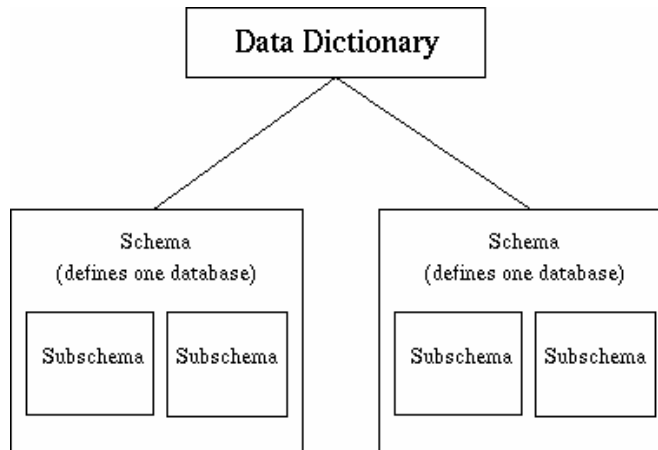 Data Dictionary
Schema
(defines one database)
Subschema
Subschema
Schema
(defines one database)
Subschema
Subschema